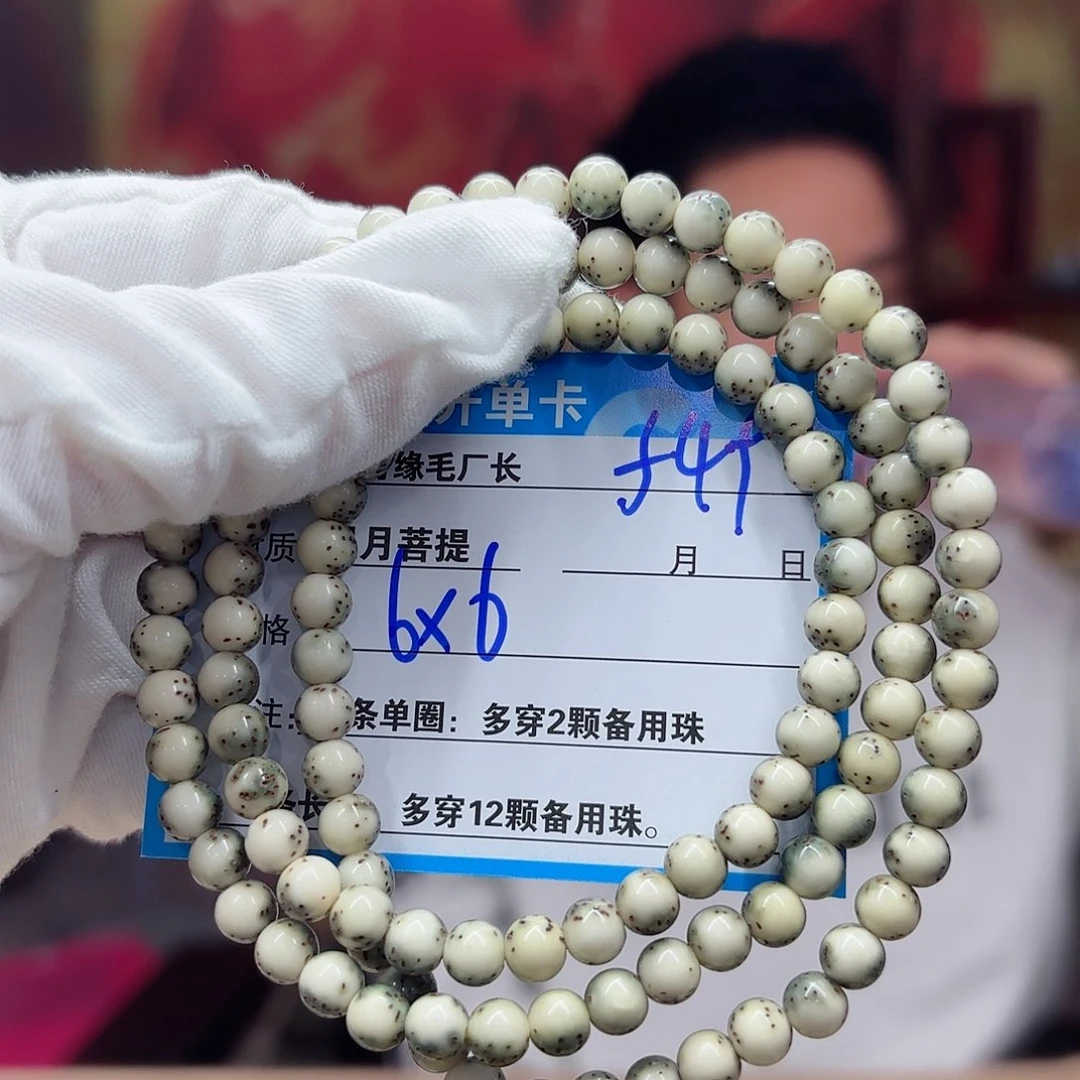 开单卡
缘毛厂长 f41
质 月菩提
月 日
格 6x6
注: 条单圈：多穿2颗备用珠
长 多穿12颗备用珠。